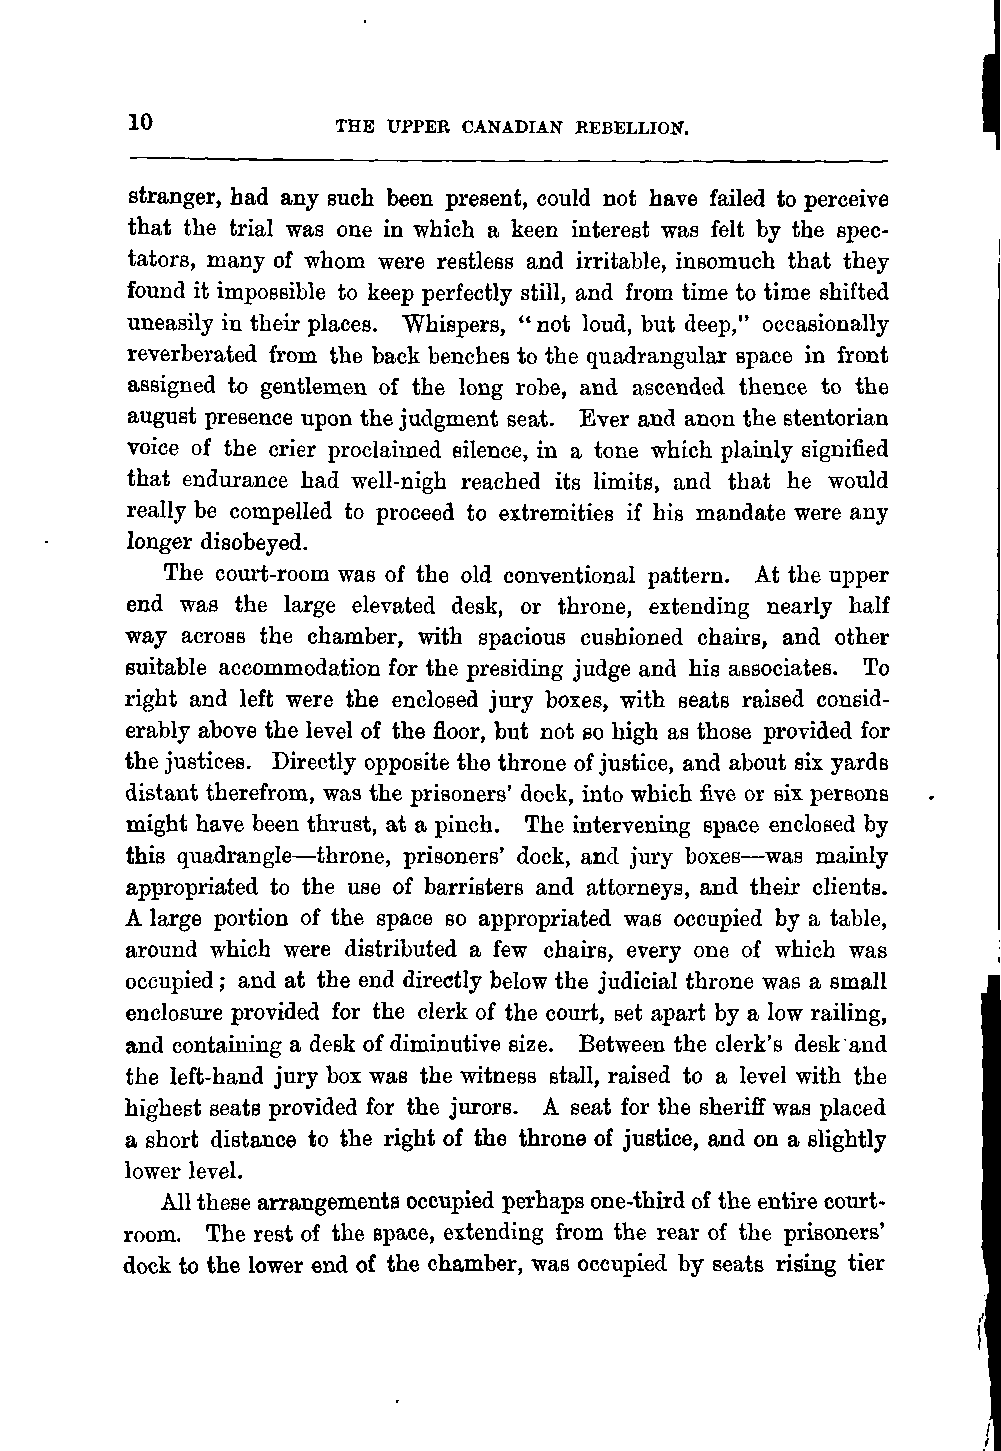 10 THE UPPER CANADIAN REBELLION.
stranger, had any such been present, could not have failed to perceive
that the trial was one in which a keen interest was felt by the spec-
tators, many of whom were restless and irritable, insomuch that they
found it impossible to keep perfectly still, and from time to time shifted
uneasily in their places. Whispers, “not loud, but deep,” occasionally
reverberated from the back benches to the quadrangular space in front
assigned to gentlemen of the long robe, and ascended thence to the
august presence upon the judgment seat. Ever and anon the stentorian
voice of the crier proclaimed silence, in a tone which plainly signified
that endurance had well-nigh reached its limits, and that he would
really be compelled to proceed to extremities if his mandate were any
longer disobeyed.
The court-room was of the old conventional pattern. At the upper
end was the large elevated desk, or throne, extending nearly half
way across the chamber, with spacious cushioned chairs, and other
suitable accommodation for the presiding judge and his associates. To
right and left were the enclosed jury boxes, with seats raised consid-
erably above the level of the floor, but not so high as those provided for
the justices. Directly opposite the throne of justice, and about six yards
distant therefrom, was the prisoners’ dock, into which five or six persons
might have been thrust, at a pinch. The intervening space enclosed by
this quadrangle—throne, prisoners’ dock, and jury boxes—was mainly
appropriated to the use of barristers and attorneys, and their clients.
A large portion of the space so appropriated was occupied by a table,
around which were distributed a few chairs, every one of which was
occupied; and at the end directly below the judicial throne was a small
enclosure provided for the clerk of the court, set apart by a low railing,
and containing a desk of diminutive size. Between the clerk’s desk and
the left-hand jury box was the witness stall, raised to a level with the
highest seats provided for the jurors. A seat for the sheriff was placed
a short distance to the right of the throne of justice, and on a slightly
lower level.
All these arrangements occupied perhaps one-third of the entire court-
room. The rest of the space, extending from the rear of the prisoners’
dock to the lower end of the chamber, was occupied by seats rising tier